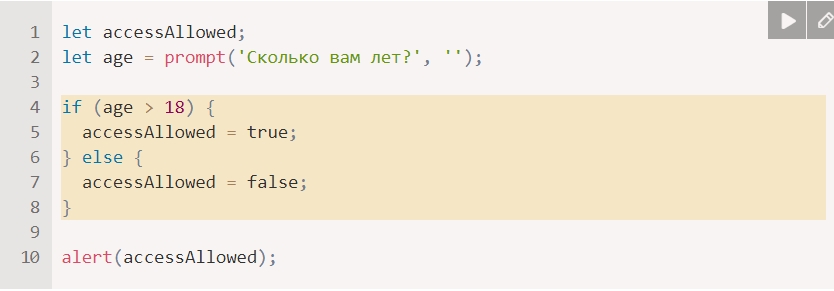 1 let accessAllowed;
2 let age = prompt('Сколько вам лет?', '');
3
4 if (age > 18) {
5   accessAllowed = true;
6 } else {
7   accessAllowed = false;
8 }
9
10 alert(accessAllowed);